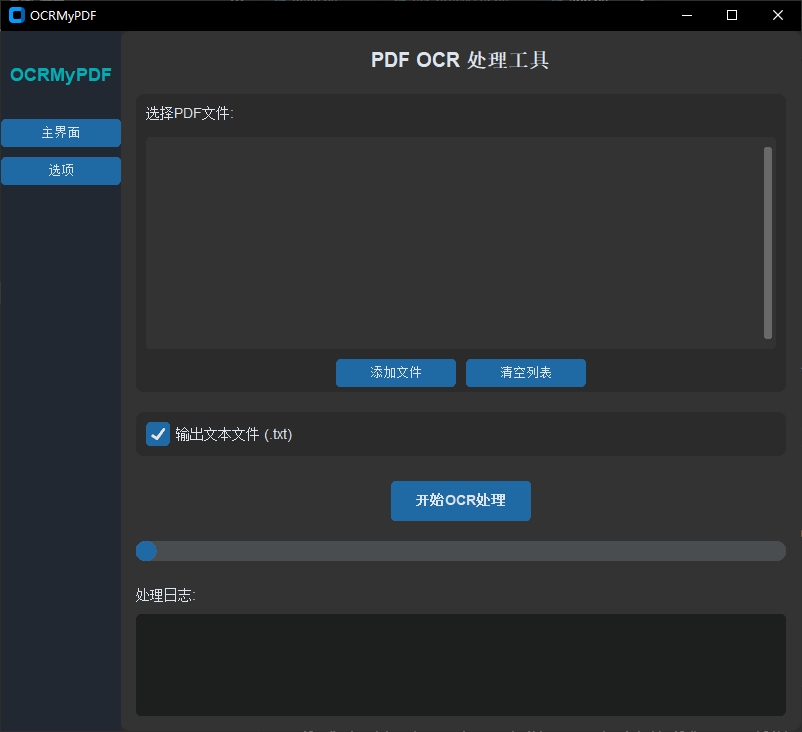 OCRMyPDF
OCRMyPDF
主界面
选项
PDF OCR 处理工具
选择PDF文件:
添加文件
清空列表
输出文本文件 (.txt)
开始OCR处理
处理日志: